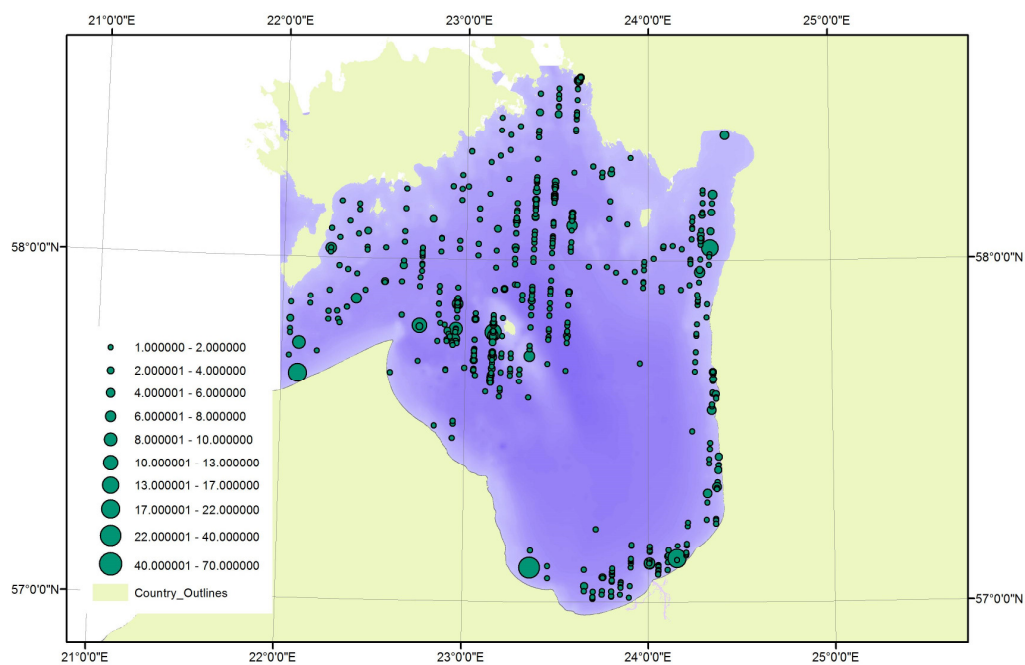 21°0'0"E 22°0'0"E 23°0'0"E 24°0'0"E 25°0'0"E
58°0'0"N 58°0'0"N
1.000000 - 2.000000
2.000001 - 4.000000
4.000001 - 6.000000
6.000001 - 8.000000
8.000001 - 10.000000
10.000001 - 13.000000
13.000001 - 17.000000
17.000001 - 22.000000
22.000001 - 40.000000
40.000001 - 70.000000
Country_Outlines
57°0'0"N 57°0'0"N
21°0'0"E 22°0'0"E 23°0'0"E 24°0'0"E 25°0'0"E